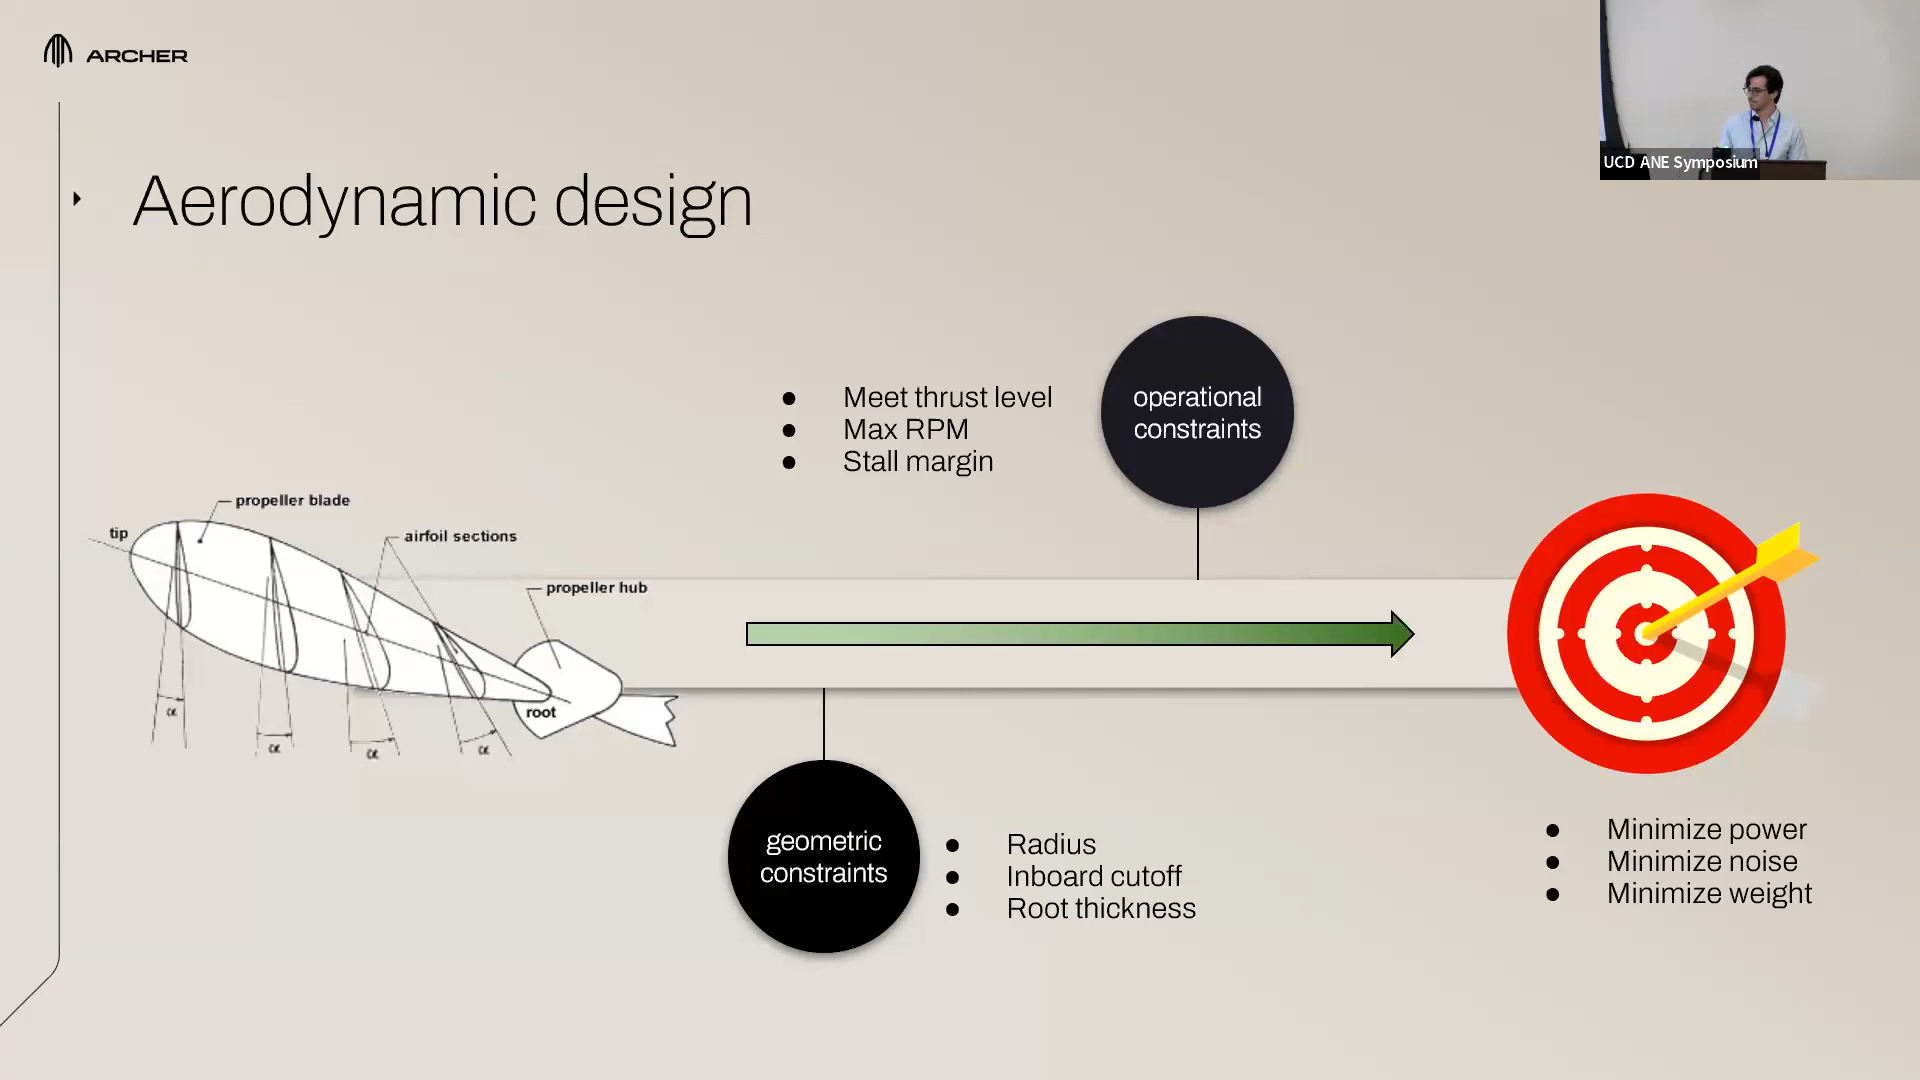 ARCHER
UCD ANE Symposium
Aerodynamic design
● Meet thrust level
● Max RPM
● Stall margin
operational
constraints
propeller blade
tip
airfoil sections
propeller hub
root
α
α
α
α
geometric
constraints
● Radius
● Inboard cutoff
● Root thickness
● Minimize power
● Minimize noise
● Minimize weight